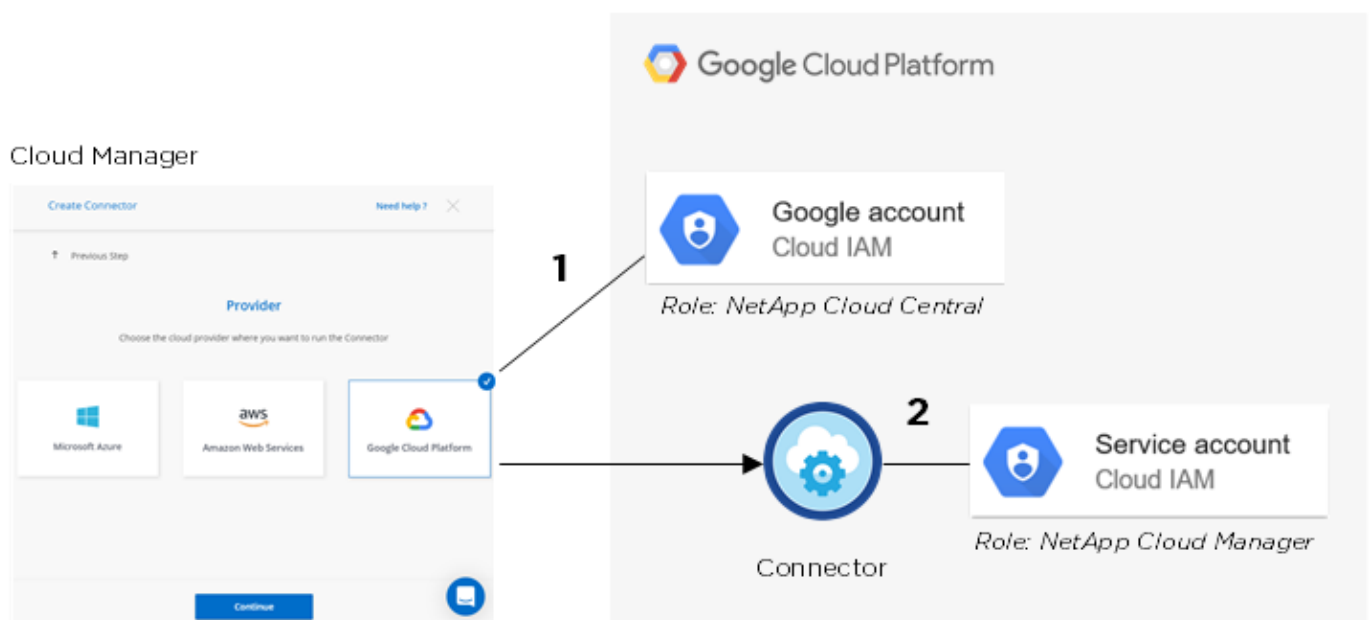 Google Cloud Platform
Cloud Manager
Create Connector
Need help ?
Previous Step
Provider
Choose the cloud provider where you want to run the Connector
Microsoft Azure
aws
Amazon Web Services
Google Cloud Platform
Continue
1
Google account
Cloud IAM
Role: NetApp Cloud Central
2
Connector
Service account
Cloud IAM
Role: NetApp Cloud Manager